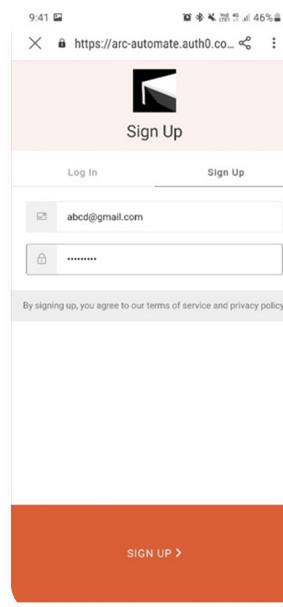 9:41 46%
https://arc-automate.auth0.co...
Sign Up
Log In Sign Up
abcd@gmail.com
•••••••••
By signing up, you agree to our terms of service and privacy policy
SIGN UP >